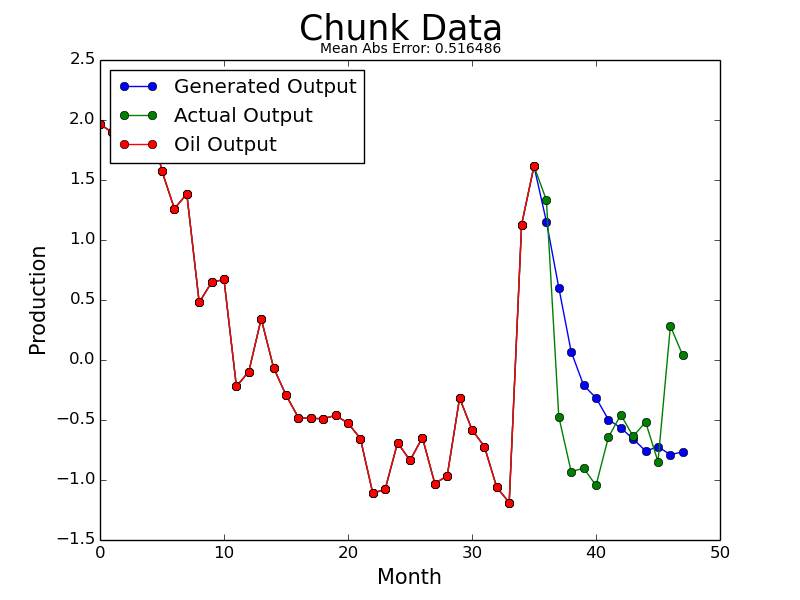 Chunk Data
Mean Abs Error: 0.516486
Generated Output
Actual Output
Oil Output
2.5
2.0
1.5
1.0
0.5
0.0
−0.5
−1.0
−1.5
Production
0 10 20 30 40 50
Month